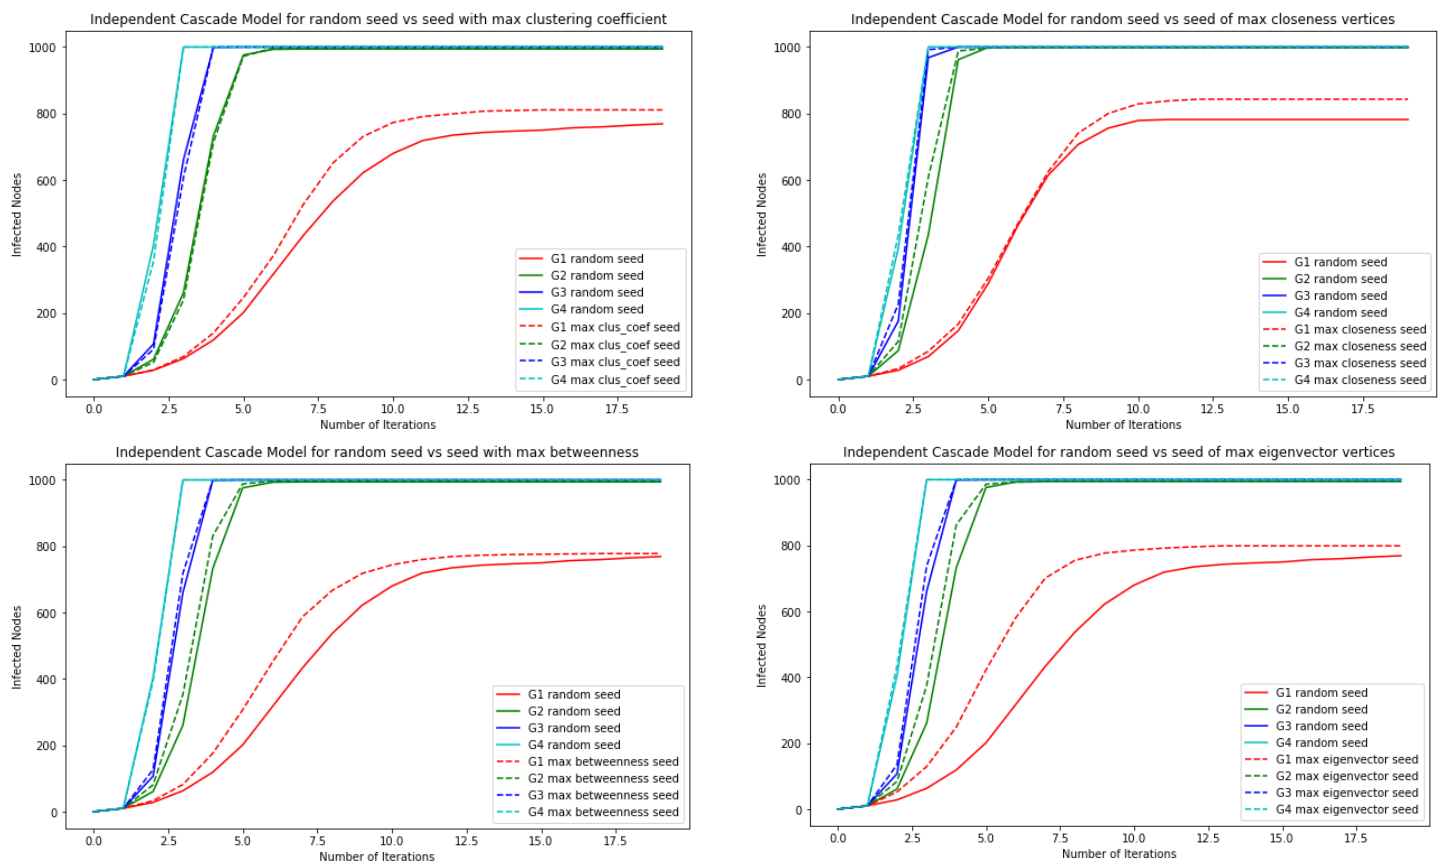 Independent Cascade Model for random seed vs seed with max clustering coefficient
1000
800
600
400
200
0
Infected Nodes
G1 random seed
G2 random seed
G3 random seed
G4 random seed
G1 max clus_coef seed
G2 max clus_coef seed
G3 max clus_coef seed
G4 max clus_coef seed
0.0 2.5 5.0 7.5 10.0 12.5 15.0 17.5
Number of Iterations
Independent Cascade Model for random seed vs seed of max closeness vertices
1000
800
600
400
200
0
Infected Nodes
G1 random seed
G2 random seed
G3 random seed
G4 random seed
G1 max closeness seed
G2 max closeness seed
G3 max closeness seed
G4 max closeness seed
0.0 2.5 5.0 7.5 10.0 12.5 15.0 17.5
Number of Iterations
Independent Cascade Model for random seed vs seed with max betweenness
1000
800
600
400
200
0
Infected Nodes
G1 random seed
G2 random seed
G3 random seed
G4 random seed
G1 max betweenness seed
G2 max betweenness seed
G3 max betweenness seed
G4 max betweenness seed
0.0 2.5 5.0 7.5 10.0 12.5 15.0 17.5
Number of Iterations
Independent Cascade Model for random seed vs seed of max eigenvector vertices
1000
800
600
400
200
0
Infected Nodes
G1 random seed
G2 random seed
G3 random seed
G4 random seed
G1 max eigenvector seed
G2 max eigenvector seed
G3 max eigenvector seed
G4 max eigenvector seed
0.0 2.5 5.0 7.5 10.0 12.5 15.0 17.5
Number of Iterations